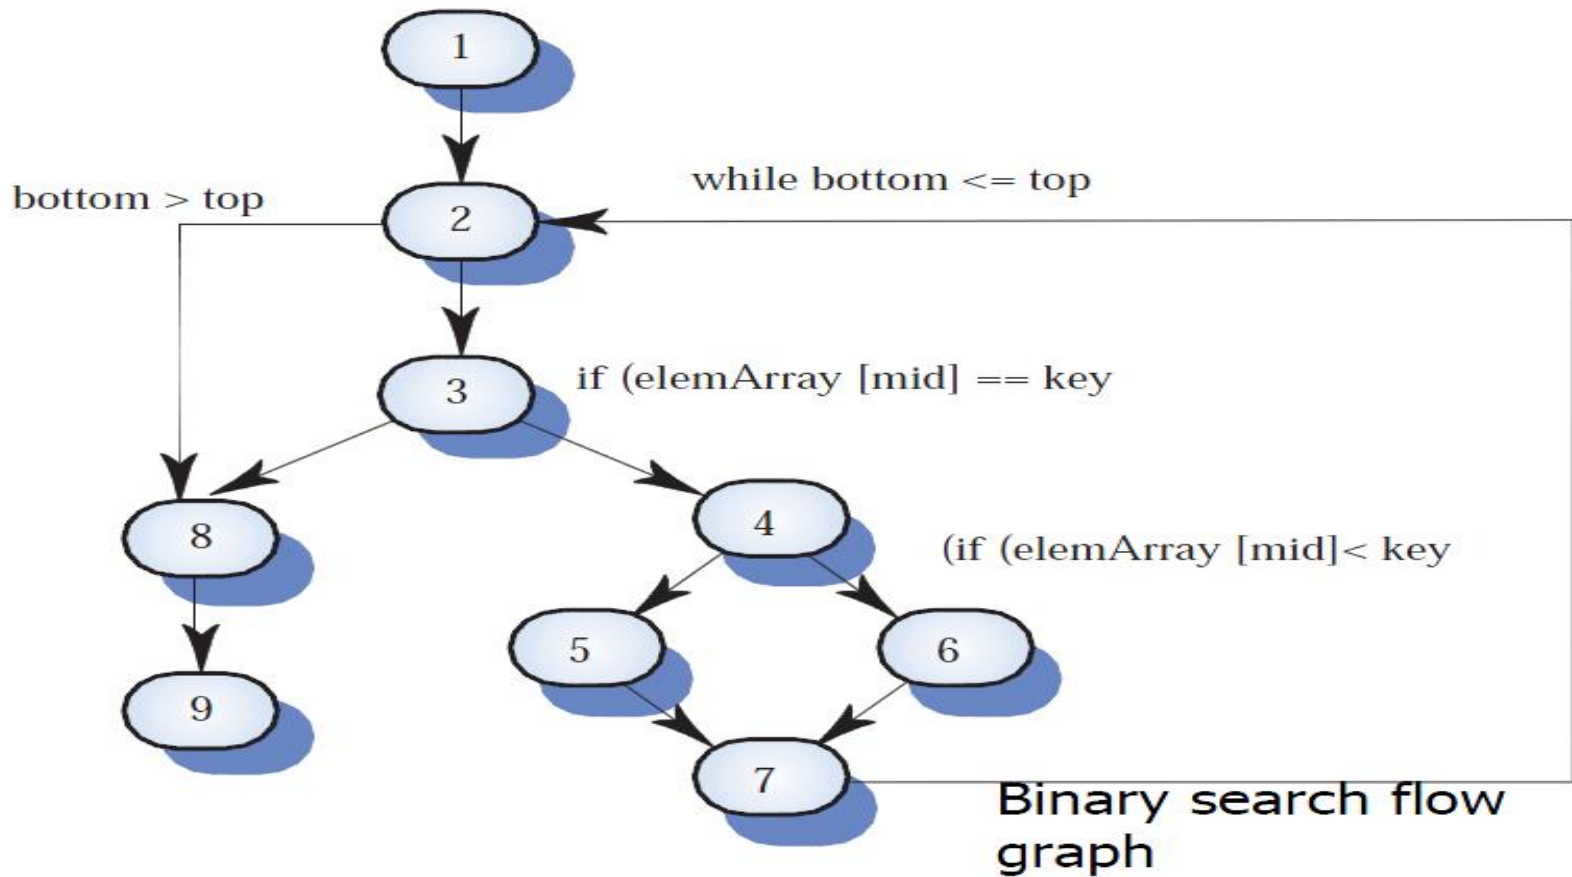 1
while bottom <= top
bottom > top
2
3
if (elemArray [mid] == key
4
8
(if (elemArray [mid]< key
5
6
9
7
Binary search flow
graph